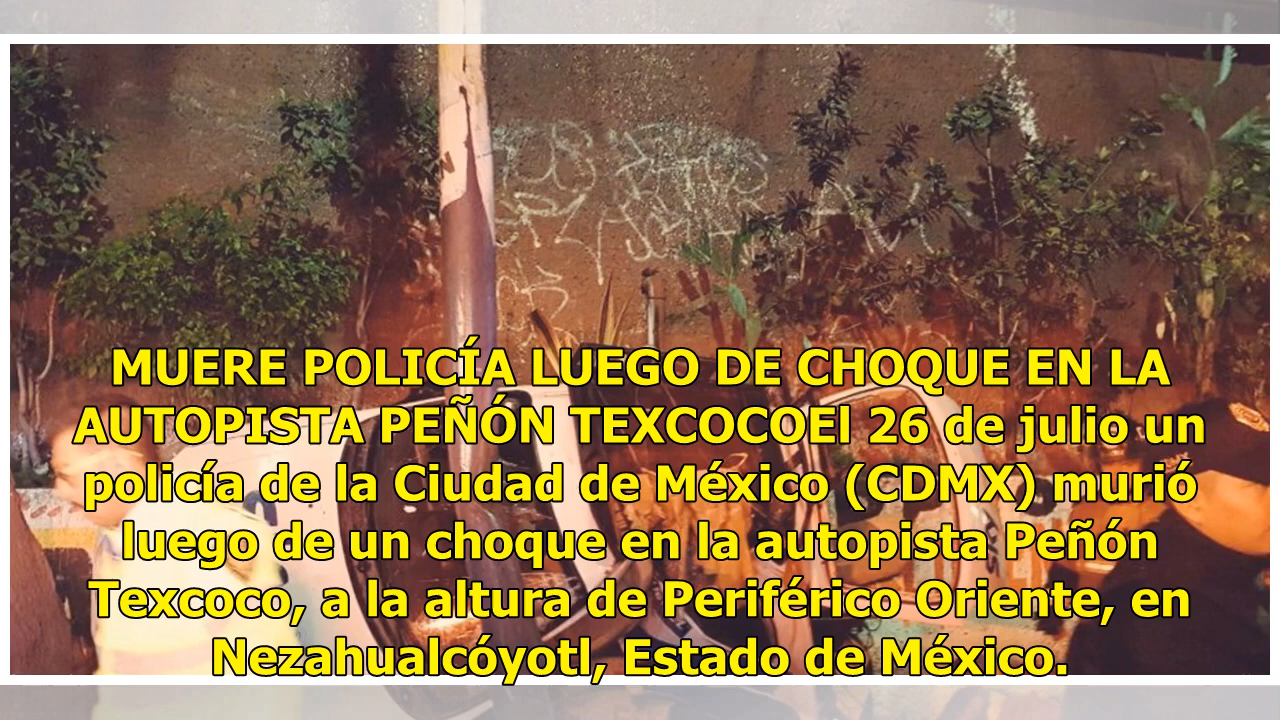 MUERE POLICÍA LUEGO DE CHOQUE EN LA
AUTOPISTA PEÑÓN TEXCOCOEl 26 de julio un
policía de la Ciudad de México (CDMX) murió
luego de un choque en la autopista Peñón
Texcoco, a la altura de Periférico Oriente, en
Nezahualcóyotl, Estado de México.